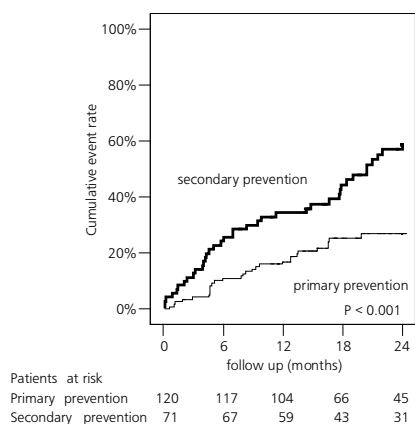 100%
80%
60%
40%
20%
0%
Cumulative event rate
secondary prevention
primary prevention
P < 0.001
0 6 12 18 24
follow up (months)
Patients at risk
Primary prevention 120 117 104 66 45
Secondary prevention 71 67 59 43 31